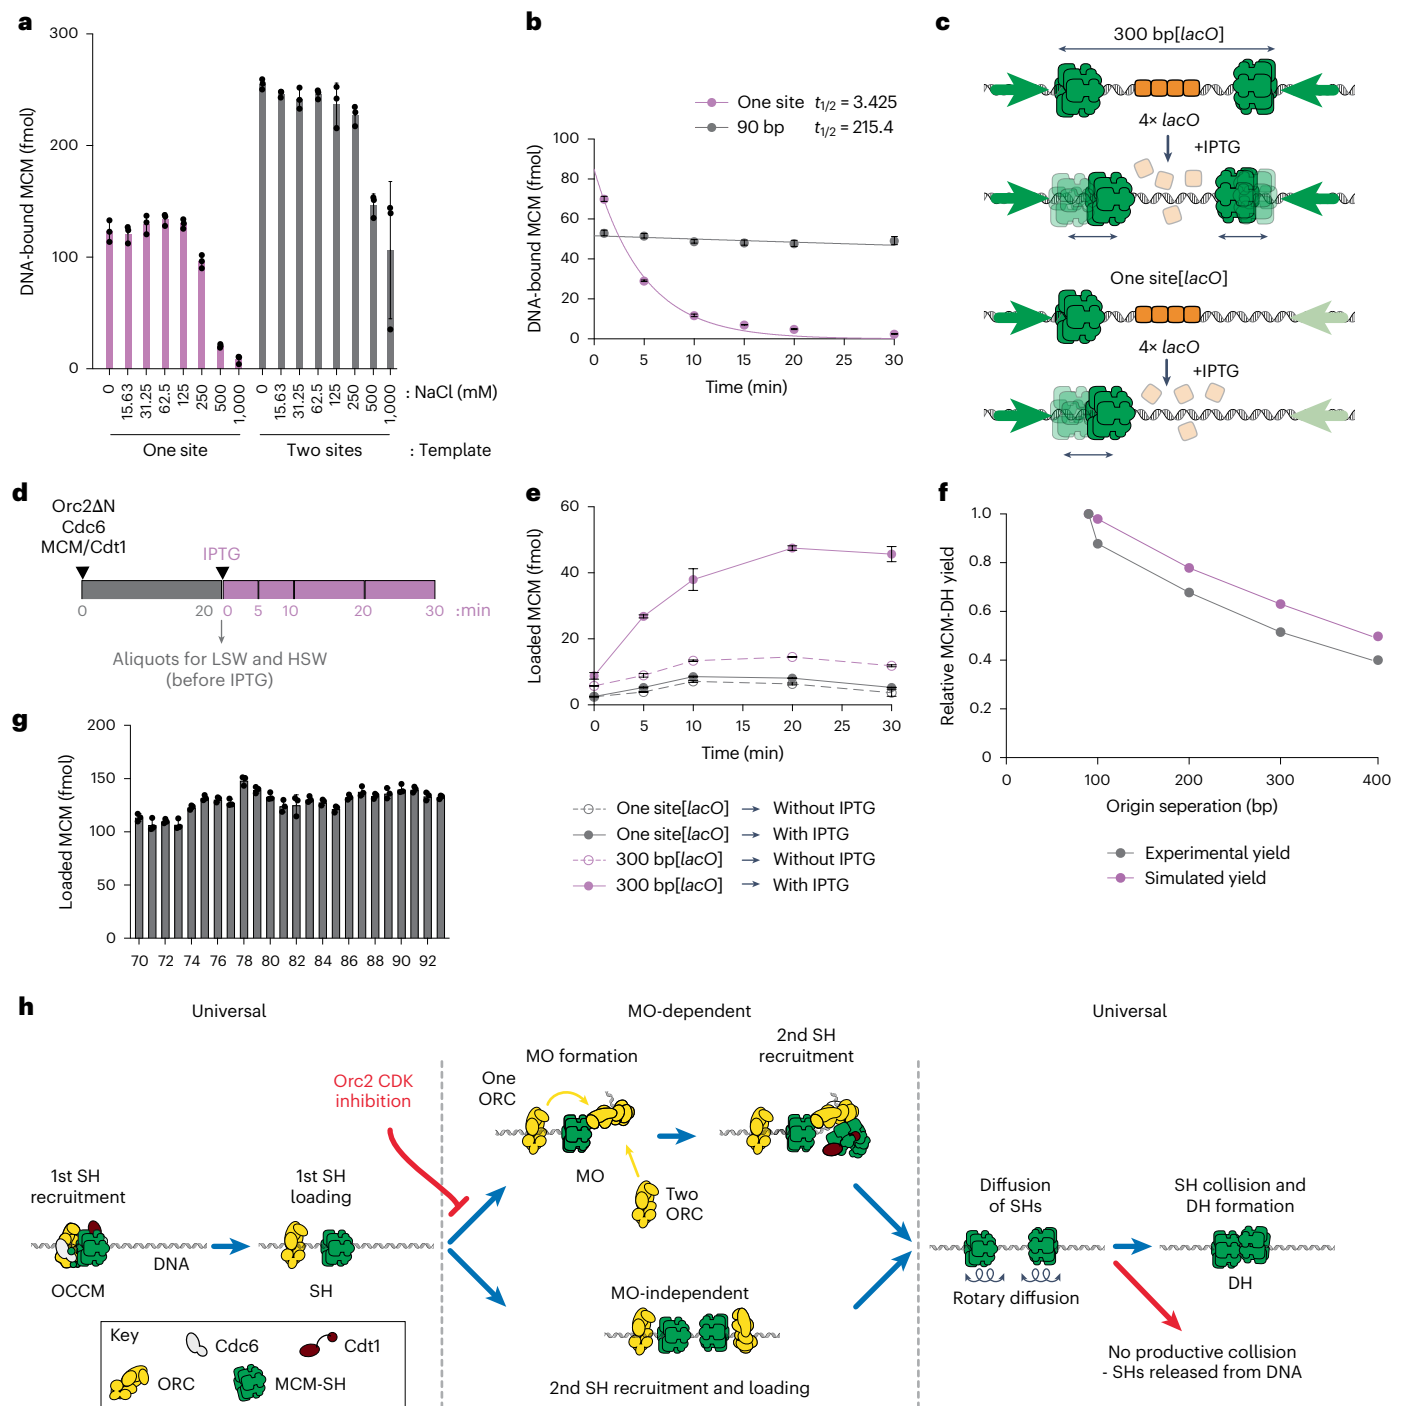 a
300
200
100
0
DNA-bound MCM (fmol)
0
15.63
31.25
62.5
125
250
500
1,000
0
15.63
31.25
62.5
125
250
500
1,000
: NaCl (mM)
One site
Two sites
: Template
b
One site t1/2 = 3.425
90 bp t1/2 = 215.4
100
80
60
40
20
0
DNA-bound MCM (fmol)
0 5 10 15 20 25 30
Time (min)
c
300 bp[lacO]
4× lacO
+IPTG
One site[lacO]
4× lacO
+IPTG
d
Orc2ΔN
Cdc6
MCM/Cdt1
IPTG
0 20 0 5 10 20 30 :min
Aliquots for LSW and HSW
(before IPTG)
e
60
40
20
0
Loaded MCM (fmol)
0 5 10 15 20 25 30
Time (min)
One site[lacO] Without IPTG
One site[lacO] With IPTG
300 bp[lacO] Without IPTG
300 bp[lacO] With IPTG
f
1.0
0.8
0.6
0.4
0.2
0
Relative MCM-DH yield
0 100 200 300 400
Origin seperation (bp)
Experimental yield
Simulated yield
g
200
150
100
50
0
Loaded MCM (fmol)
70 72 74 76 78 80 82 84 86 88 90 92
h
Universal
MO-dependent
Universal
Orc2 CDK
inhibition
MO formation
2nd SH
recruitment
One
ORC
MO
Two
ORC
1st SH
recruitment
1st SH
loading
DNA
OCCM
SH
MO-independent
2nd SH recruitment and loading
Diffusion
of SHs
SH collision and
DH formation
Rotary diffusion
DH
No productive collision
- SHs released from DNA
Key
Cdc6
Cdt1
ORC
MCM-SH